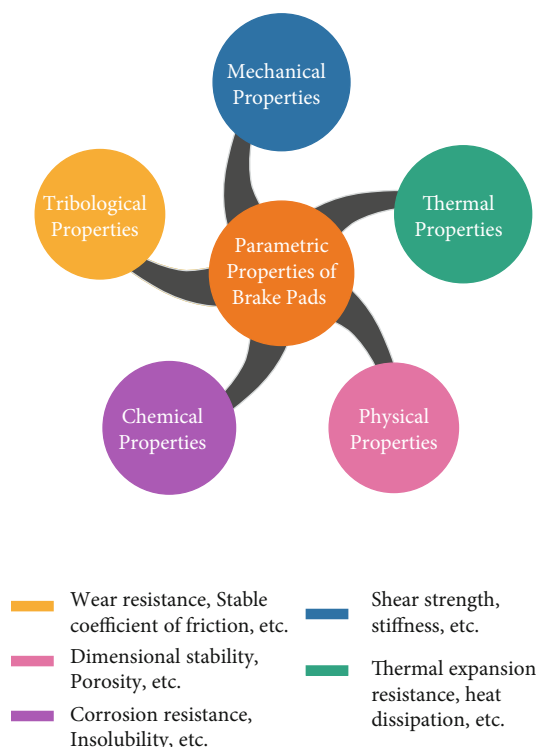 Mechanical
Properties
Tribological
Properties
Thermal
Properties
Parametric
Properties of
Brake Pads
Chemical
Properties
Physical
Properties
Wear resistance, Stable
coefficient of friction, etc.
Dimensional stability,
Porosity, etc.
Corrosion resistance,
Insolubility, etc.
Shear strength,
stiffness, etc.
Thermal expansion
resistance, heat
dissipation, etc.